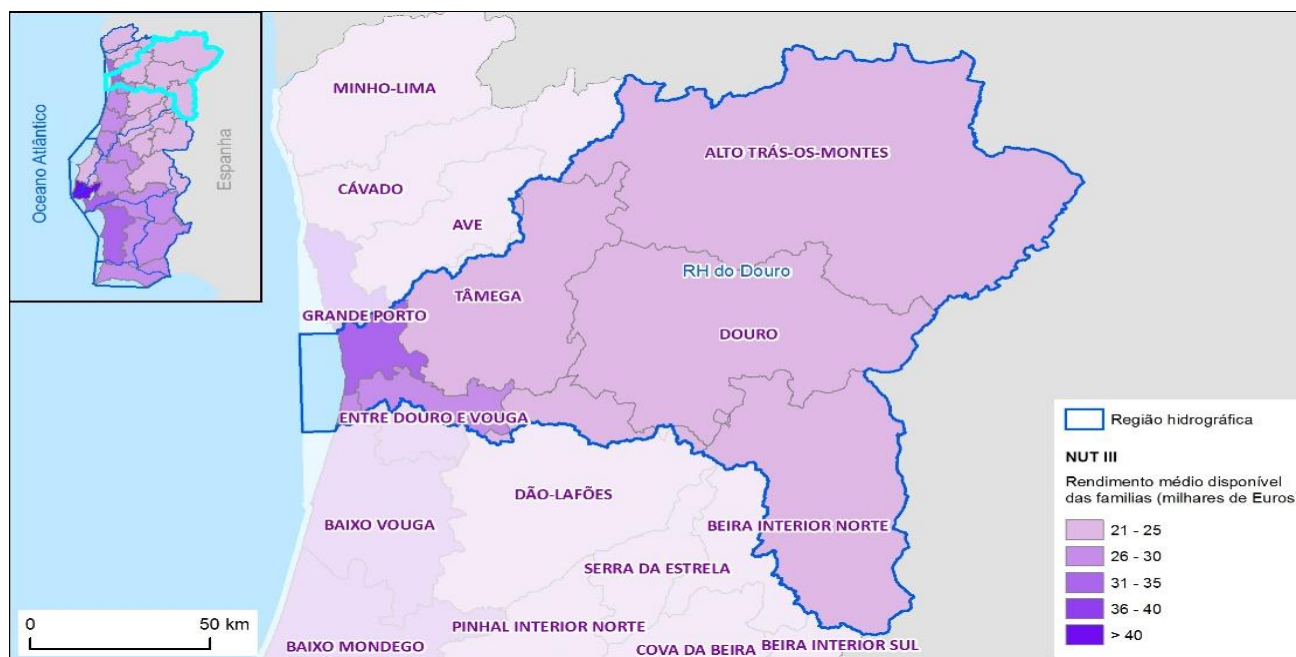 Oceano Atlântico
Espanha
MINHO-LIMA
ALTO TRÁS-OS-MONTES
CÁVADO
AVE
RH do Douro
TÂMEGA
GRANDE PORTO
DOURO
ENTRE DOURO E VOUGA
DÃO-LAFÕES
BAIXO VOUGA
BEIRA INTERIOR NORTE
SERRA DA ESTRELA
PINHAL INTERIOR NORTE
BAIXO MONDEGO
COVA DA BEIRA
BEIRA INTERIOR SUL
0 50 km
Região hidrográfica
NUT III
Rendimento médio disponível
das familias (milhares de Euros
21 - 25
26 - 30
31 - 35
36 - 40
> 40